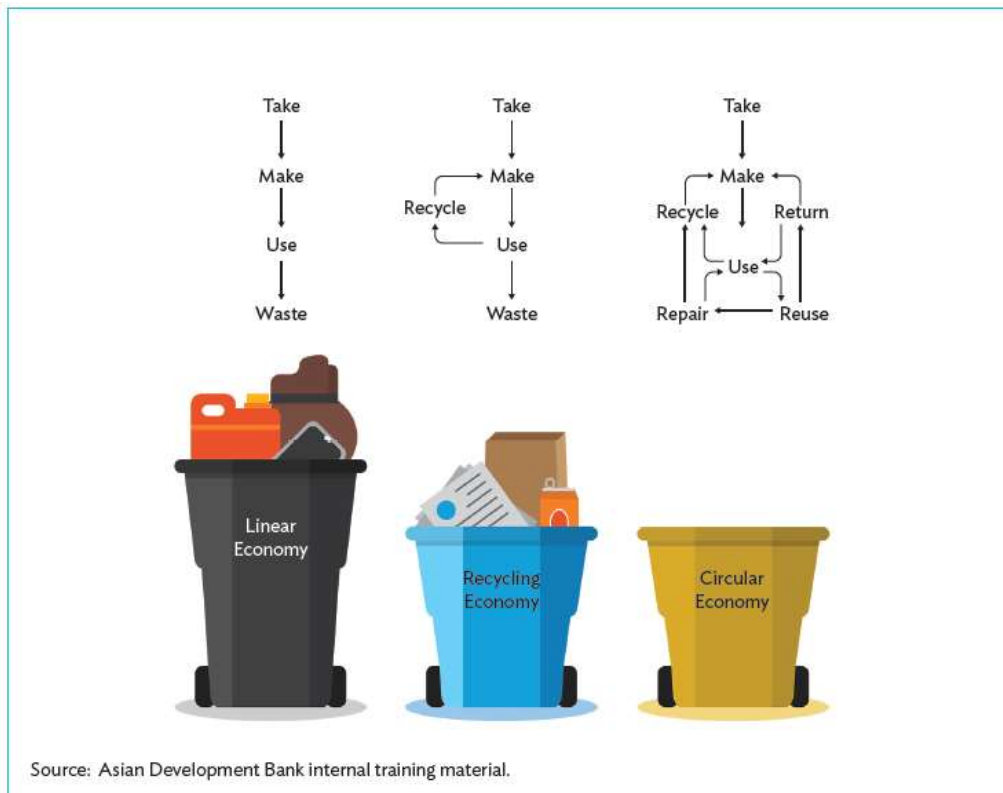 Take
Make
Use
Waste
Take
Make
Recycle
Use
Waste
Take
Make
Recycle
Return
Use
Repair
Reuse
Linear
Economy
Recycling
Economy
Circular
Economy
Source: Asian Development Bank internal training material.